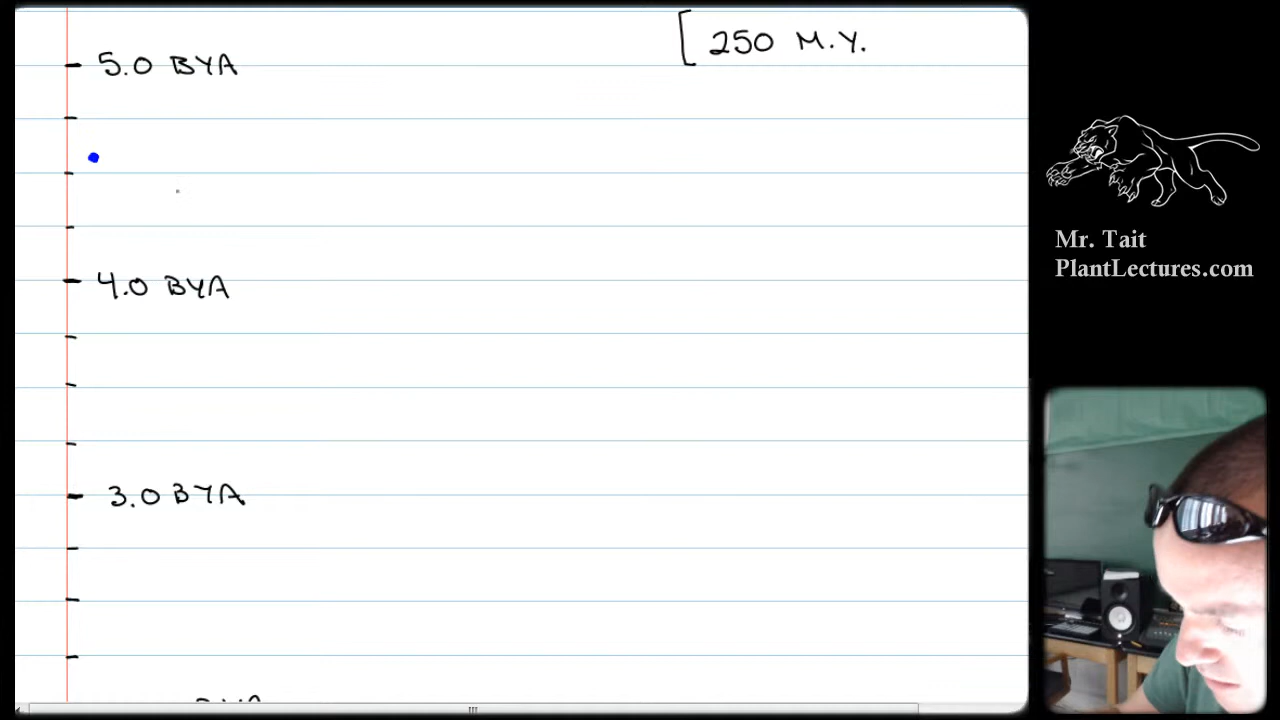 250 M.Y.
5.0 BYA
4.0 BYA
3.0 BYA
Mr. Tait
PlantLectures.com